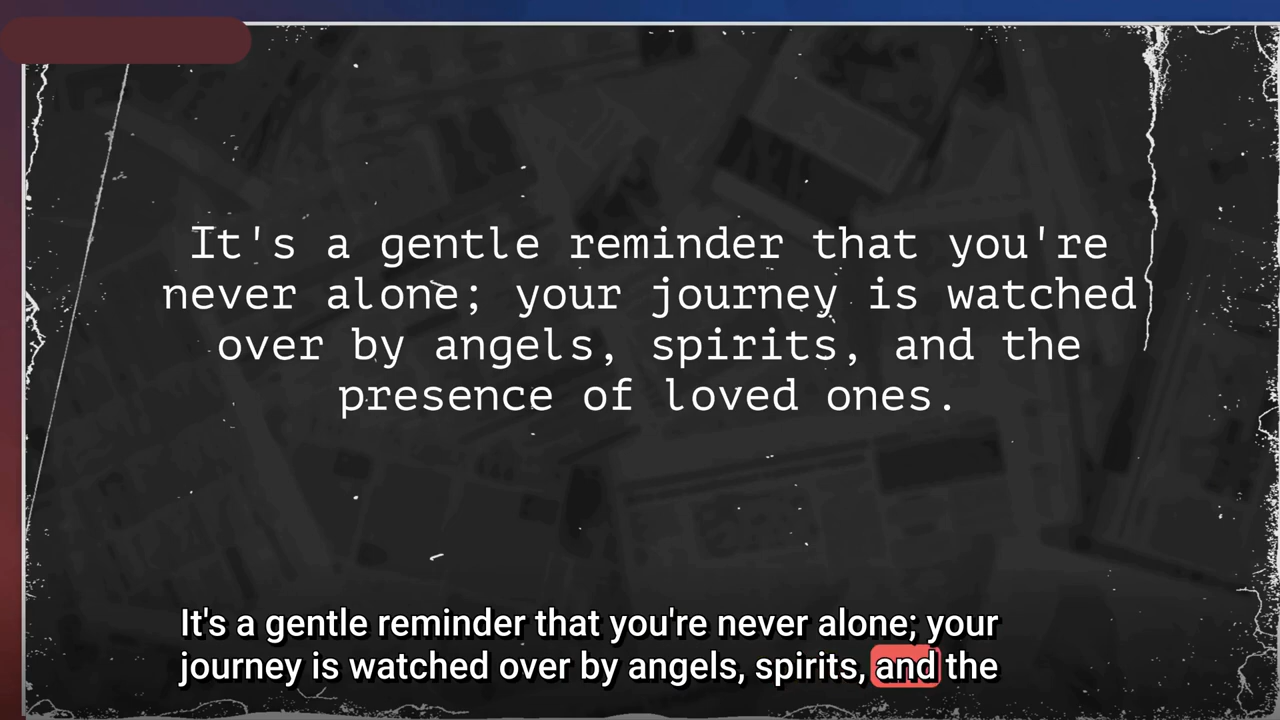 It's a gentle reminder that you're
never alone; your journey is watched
over by angels, spirits, and the
presence of loved ones.
It's a gentle reminder that you're never alone; your
journey is watched over by angels, spirits, and the